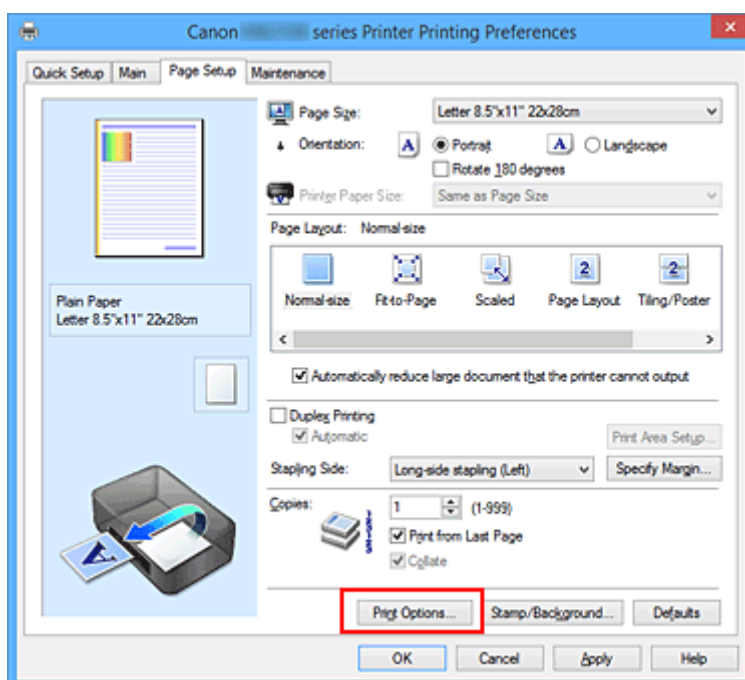 Canon series Printer Printing Preferences
Quick Setup Main Page Setup Maintenance
Page Size: Letter 8.5"x11" 22x28cm
Orientation: A Portrait A Landscape
Rotate 180 degrees
Printer Paper Size: Same as Page Size
Page Layout: Normal-size
2 2
Normal-size Fit-to-Page Scaled Page Layout Tiling/Poster
Plain Paper
Letter 8.5"x11" 22x28cm
Automatically reduce large document that the printer cannot output
Duplex Printing
Automatic Print Area Setup...
Stapling Side: Long-side stapling (Left) Specify Margin...
Copies: 1 (1-999)
Print from Last Page
Collate
A
Print Options... Stamp/Background... Defaults
OK Cancel Apply Help